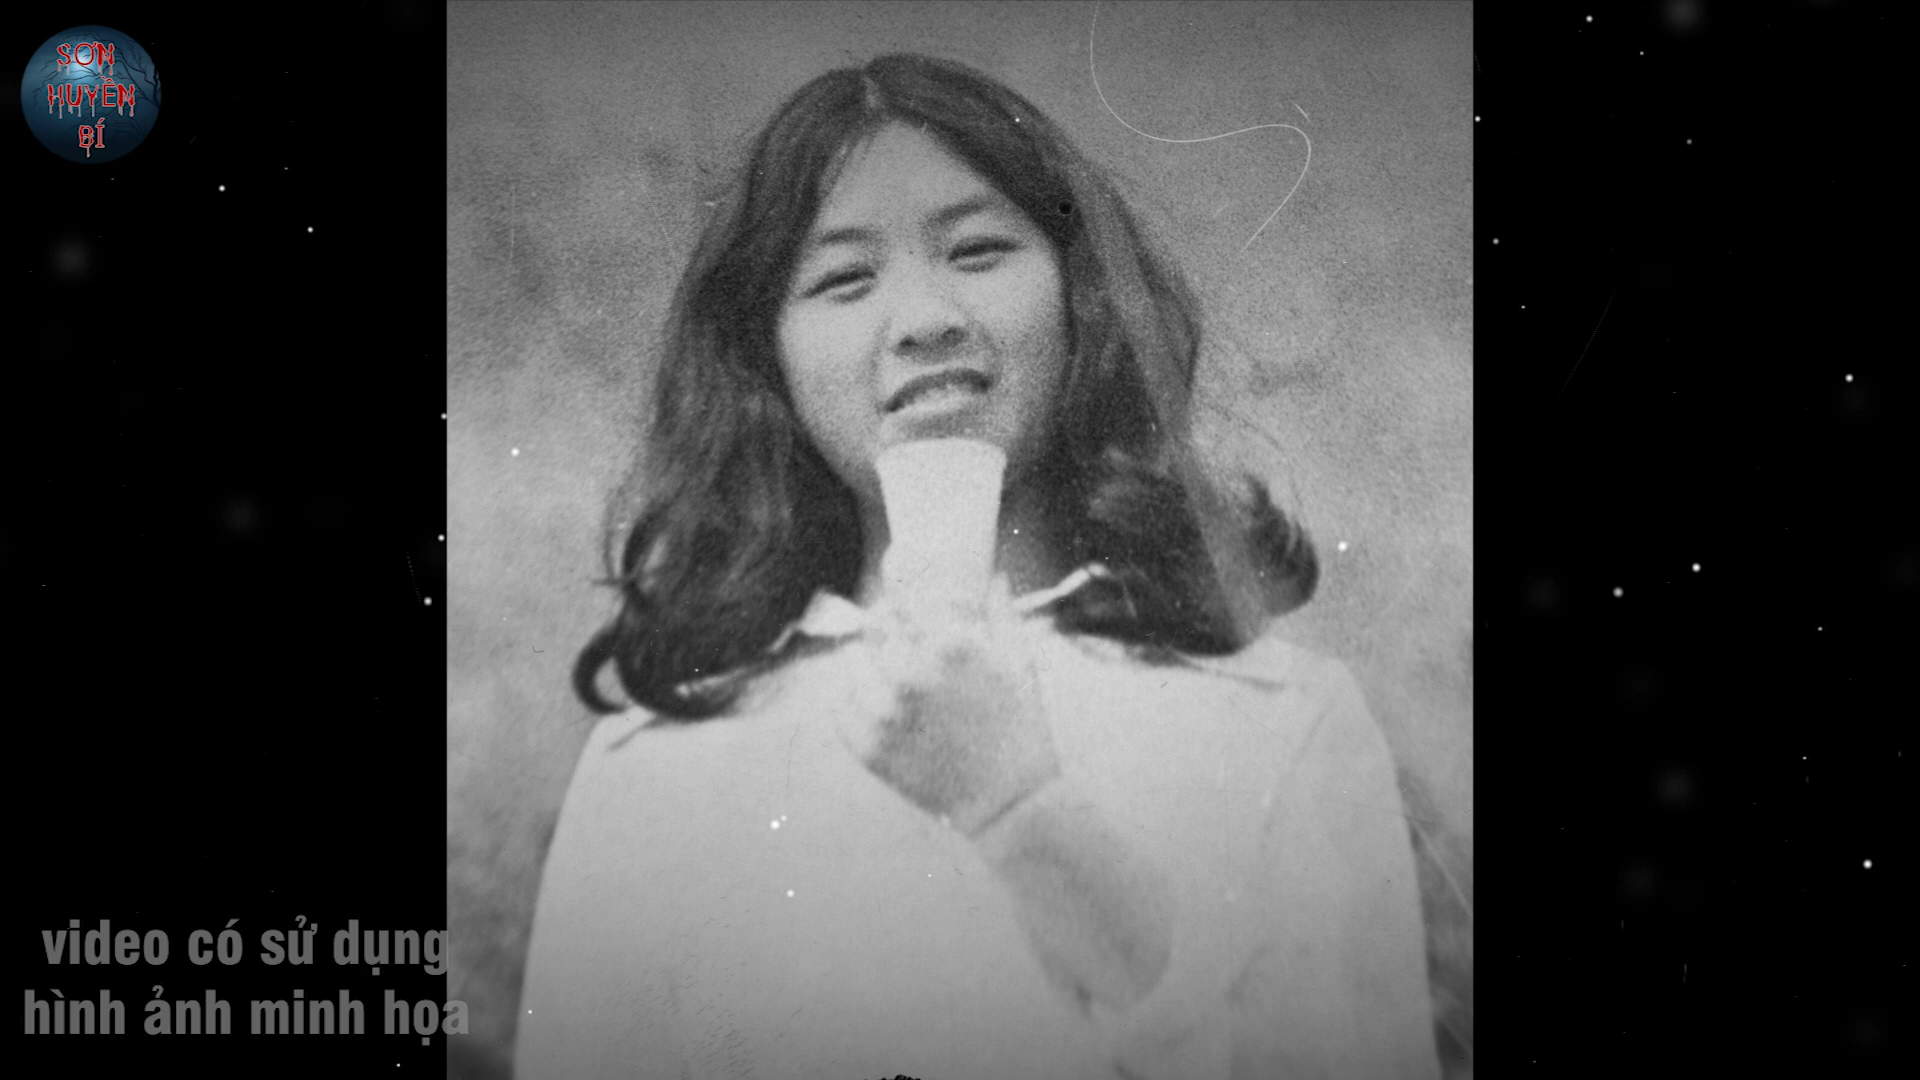 SƠN
HUYỀN
BÍ
video có sử dụng
hình ảnh minh họa